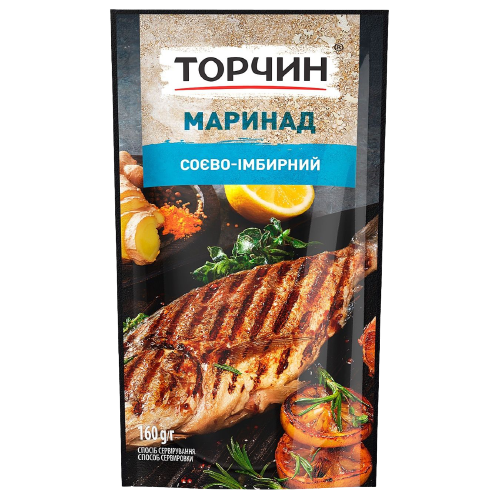 ТОРЧИН®
МАРИНАД
СОЄВО-ІМБИРНИЙ
160 g/г
СПОСІБ СЕРВІРУВАННЯ
СПОСОБ СЕРВИРОВКИ